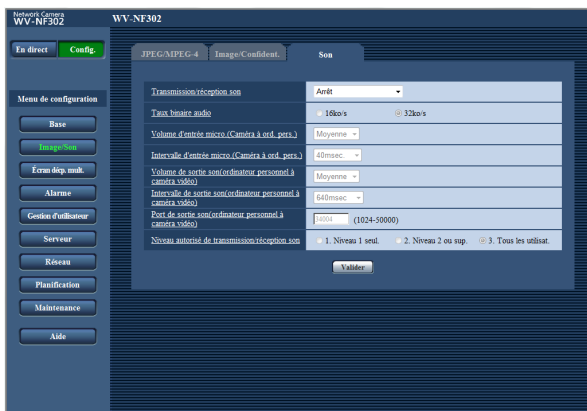 Network Camera
WV-NF302
WV-NF302
En direct
Config.
JPEG/MPEG-4
Image/Confident.
Son
Menu de configuration
Base
Image/Son
Écran déçp. mult.
Alarme
Gestion d'utilisateur
Serveur
Réseau
Planification
Maintenance
Aide
Transmission/réception son
Arrêt
Taux binaire audio
16ko/s
32ko/s
Volume d'entrée micro.(Caméra à ord. pers.)
Moyenne
Intervalle d'entrée micro.(Caméra à ord. pers.)
40msec
Volume de sortie son(ordinateur personnel à
caméra vidéo)
Moyenne
Intervalle de sortie son(ordinateur personnel à
caméra vidéo)
640msec
Port de sortie son(ordinateur personnel à
caméra vidéo)
34004
(1024-50000)
Niveau autorisé de transmission/réception son
1. Niveau 1 seul.
2. Niveau 2 ou sup.
3. Tous les utilisat.
Valider